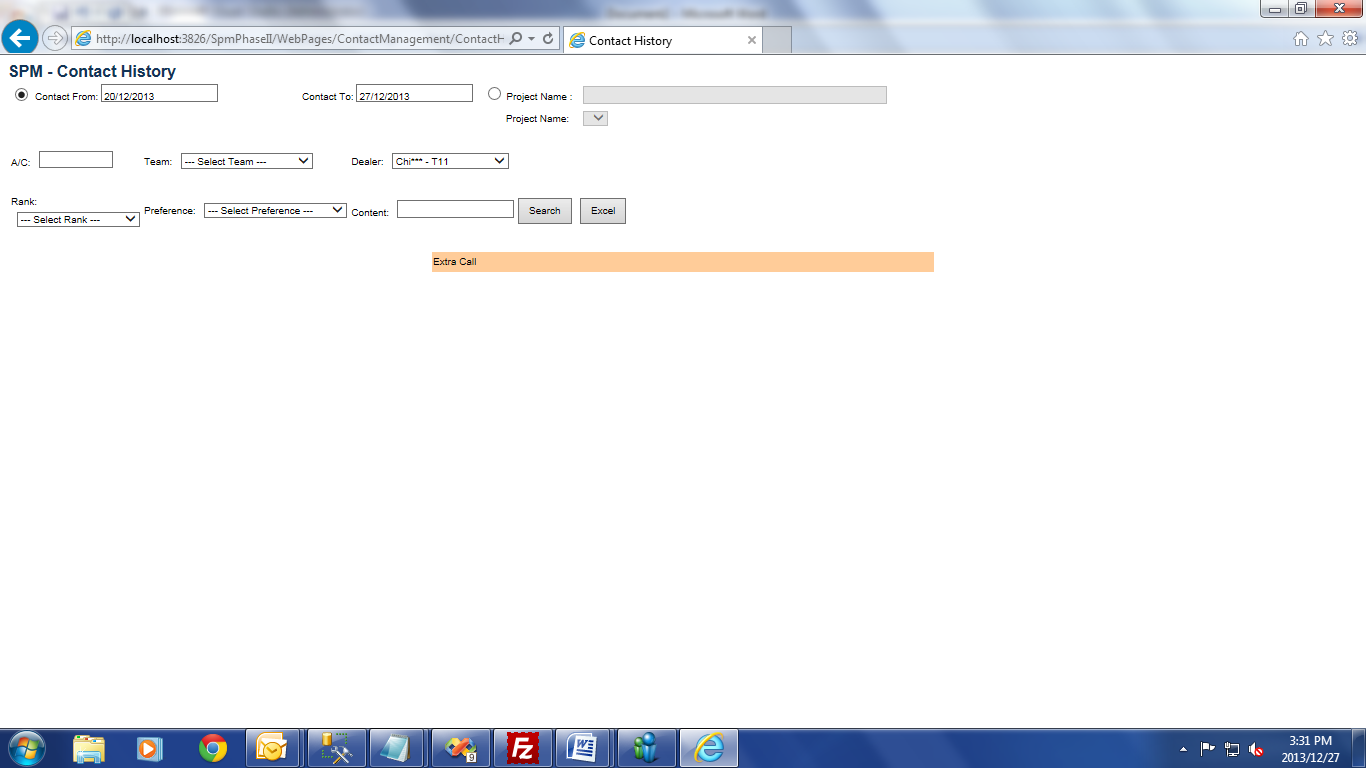 http://localhost:3826/SpmPhaseII/WebPages/ContactManagement/ContactH
Contact History
SPM - Contact History
Contact From: 20/12/2013 Contact To: 27/12/2013 Project Name :
Project Name:
A/C: Team: --- Select Team --- Dealer: Chi*** - T11
Rank:
--- Select Rank --- Preference: --- Select Preference --- Content: Search Excel
Extra Call
9
Fz
W
3:31 PM
2013/12/27